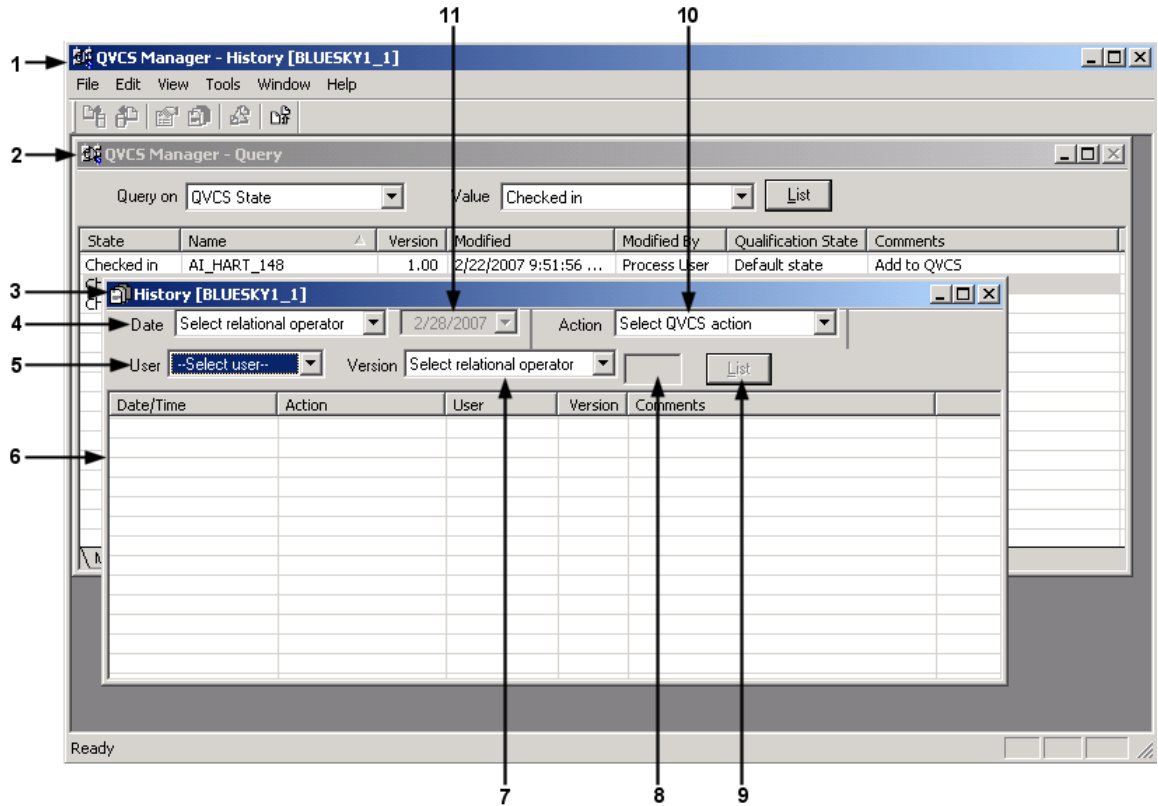 11 10
1 QVCS Manager - History [BLUESKY1_1]
File Edit View Tools Window Help
2 QVCS Manager - Query
Query on QVCS State Value Checked in List
State Name Version Modified Modified By Qualification State Comments
Checked in AI_HART_148 1.00 2/22/2007 9:51:56 ... Process User Default state Add to QVCS
3 History [BLUESKY1_1]
4 Date Select relational operator 2/28/2007 Action Select QVCS action
5 User --Select user-- Version Select relational operator List
Date/Time Action User Version Comments
6
Ready
7 8 9